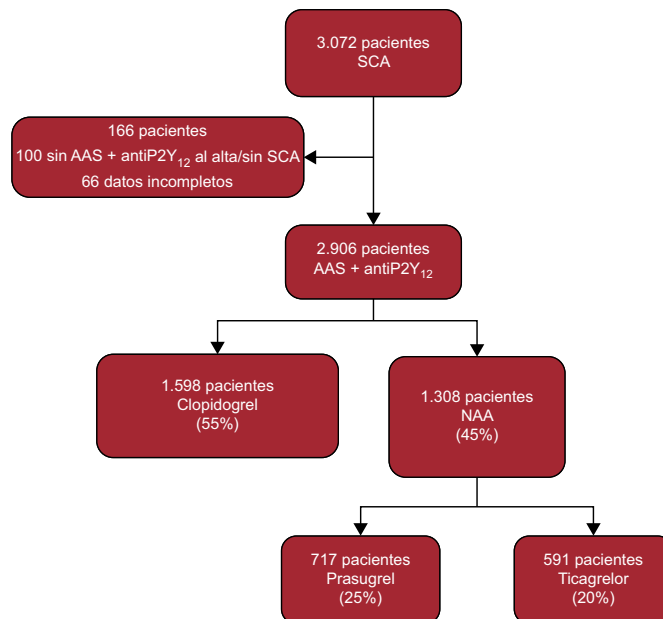 3.072 pacientes
SCA
166 pacientes
100 sin AAS + antiP2Y12 al alta/sin SCA
66 datos incompletos
2.906 pacientes
AAS + antiP2Y12
1.598 pacientes
Clopidogrel
(55%)
1.308 pacientes
NAA
(45%)
717 pacientes
Prasugrel
(25%)
591 pacientes
Ticagrelor
(20%)